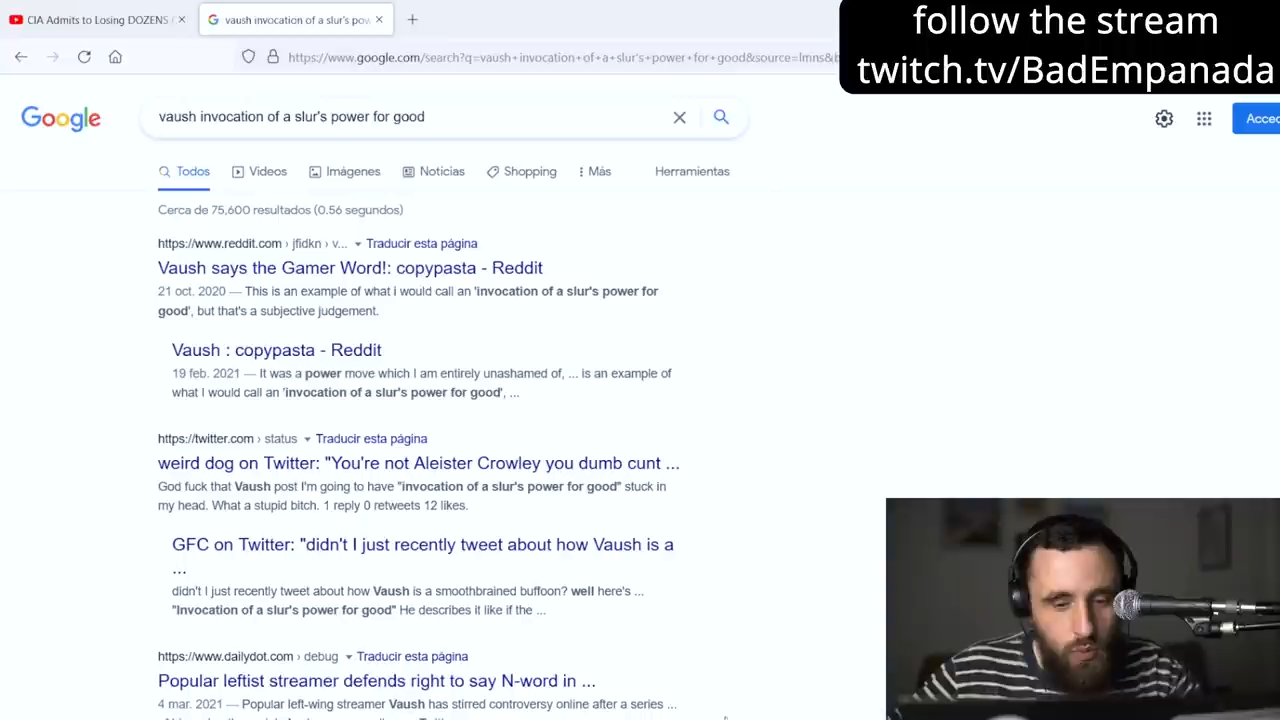 follow the stream
twitch.tv/BadEmpanada
CIA Admits to Losing DOZENS
vaush invocation of a slur's pow
https://www.google.com/search?q=vaush+invocation+of+a+slur's+power+for+good&source=lmns&b
Google
vaush invocation of a slur's power for good
Acced
Todos
Videos
Imágenes
Noticias
Shopping
Más
Herramientas
Cerca de 75,600 resultados (0.56 segundos)
https://www.reddit.com › jfidkn › v... Traducir esta página
Vaush says the Gamer Word!: copypasta - Reddit
21 oct. 2020 — This is an example of what i would call an 'invocation of a slur's power for
good', but that's a subjective judgement.
Vaush : copypasta - Reddit
19 feb. 2021 — It was a power move which I am entirely unashamed of, ... is an example of
what I would call an 'invocation of a slur's power for good', ...
https://twitter.com › status Traducir esta página
weird dog on Twitter: "You're not Aleister Crowley you dumb cunt ...
God fuck that Vaush post I'm going to have "invocation of a slur's power for good" stuck in
my head. What a stupid bitch. 1 reply 0 retweets 12 likes.
GFC on Twitter: "didn't I just recently tweet about how Vaush is a
...
didn't I just recently tweet about how Vaush is a smoothbrained buffoon? well here's ...
"Invocation of a slur's power for good" He describes it like if the ...
https://www.dailydot.com › debug Traducir esta página
Popular leftist streamer defends right to say N-word in ...
4 mar. 2021 — Popular left-wing streamer Vaush has stirred controversy online after a series ...